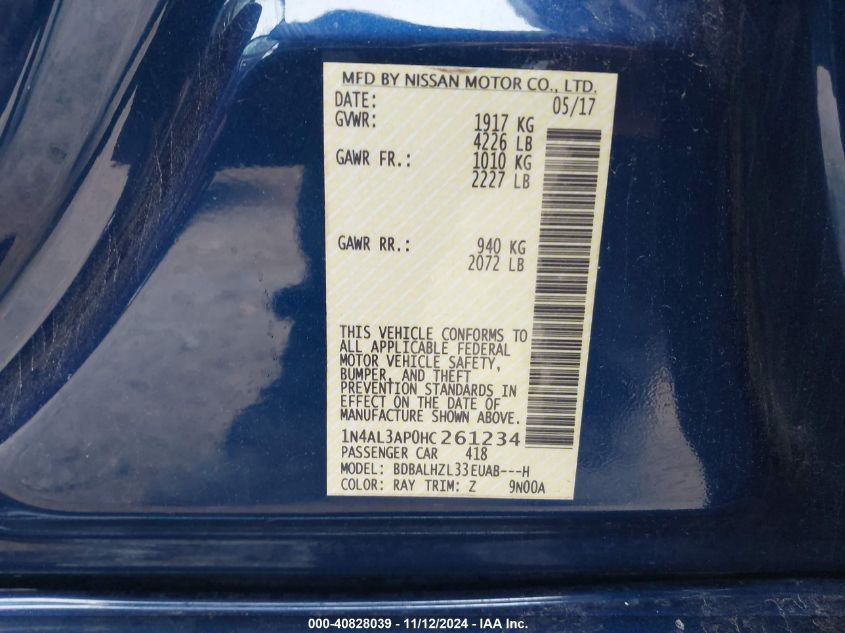 MFD BY NISSAN MOTOR CO., LTD.
DATE: 05/17
GVWR: 1917 KG
4226 LB
GAWR FR.: 1010 KG
2227 LB
GAWR RR.: 940 KG
2072 LB
THIS VEHICLE CONFORMS TO
ALL APPLICABLE FEDERAL
MOTOR VEHICLE SAFETY,
BUMPER, AND THEFT
PREVENTION STANDARDS IN
EFFECT ON THE DATE OF
MANUFACTURE SHOWN ABOVE.
1N4AL3AP0HC261234
PASSENGER CAR 418
MODEL: BDBALHZL33EUAB---H
COLOR: RAY TRIM: Z 9N00A
000-40828039 - 11/12/2024 - IAA Inc.